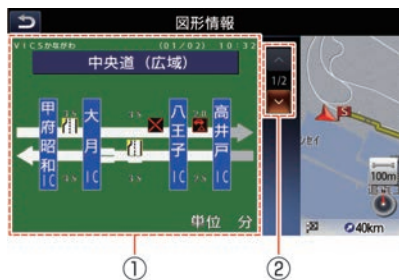 図形情報
VICSかながわ (01/02) 10:32
中央道（広域）
甲府昭和IC
大月IC
八王子IC
高井戸IC
単位 分
1/2
S
100m
40km
① ②